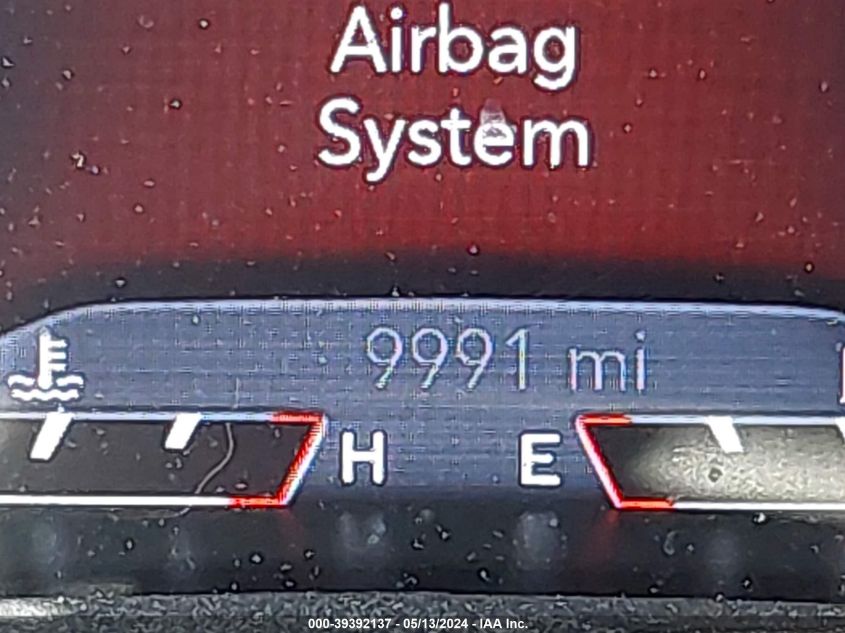 Airbag
System
9991 mi
H E
000-39392137 - 05/13/2024 - IAA Inc.